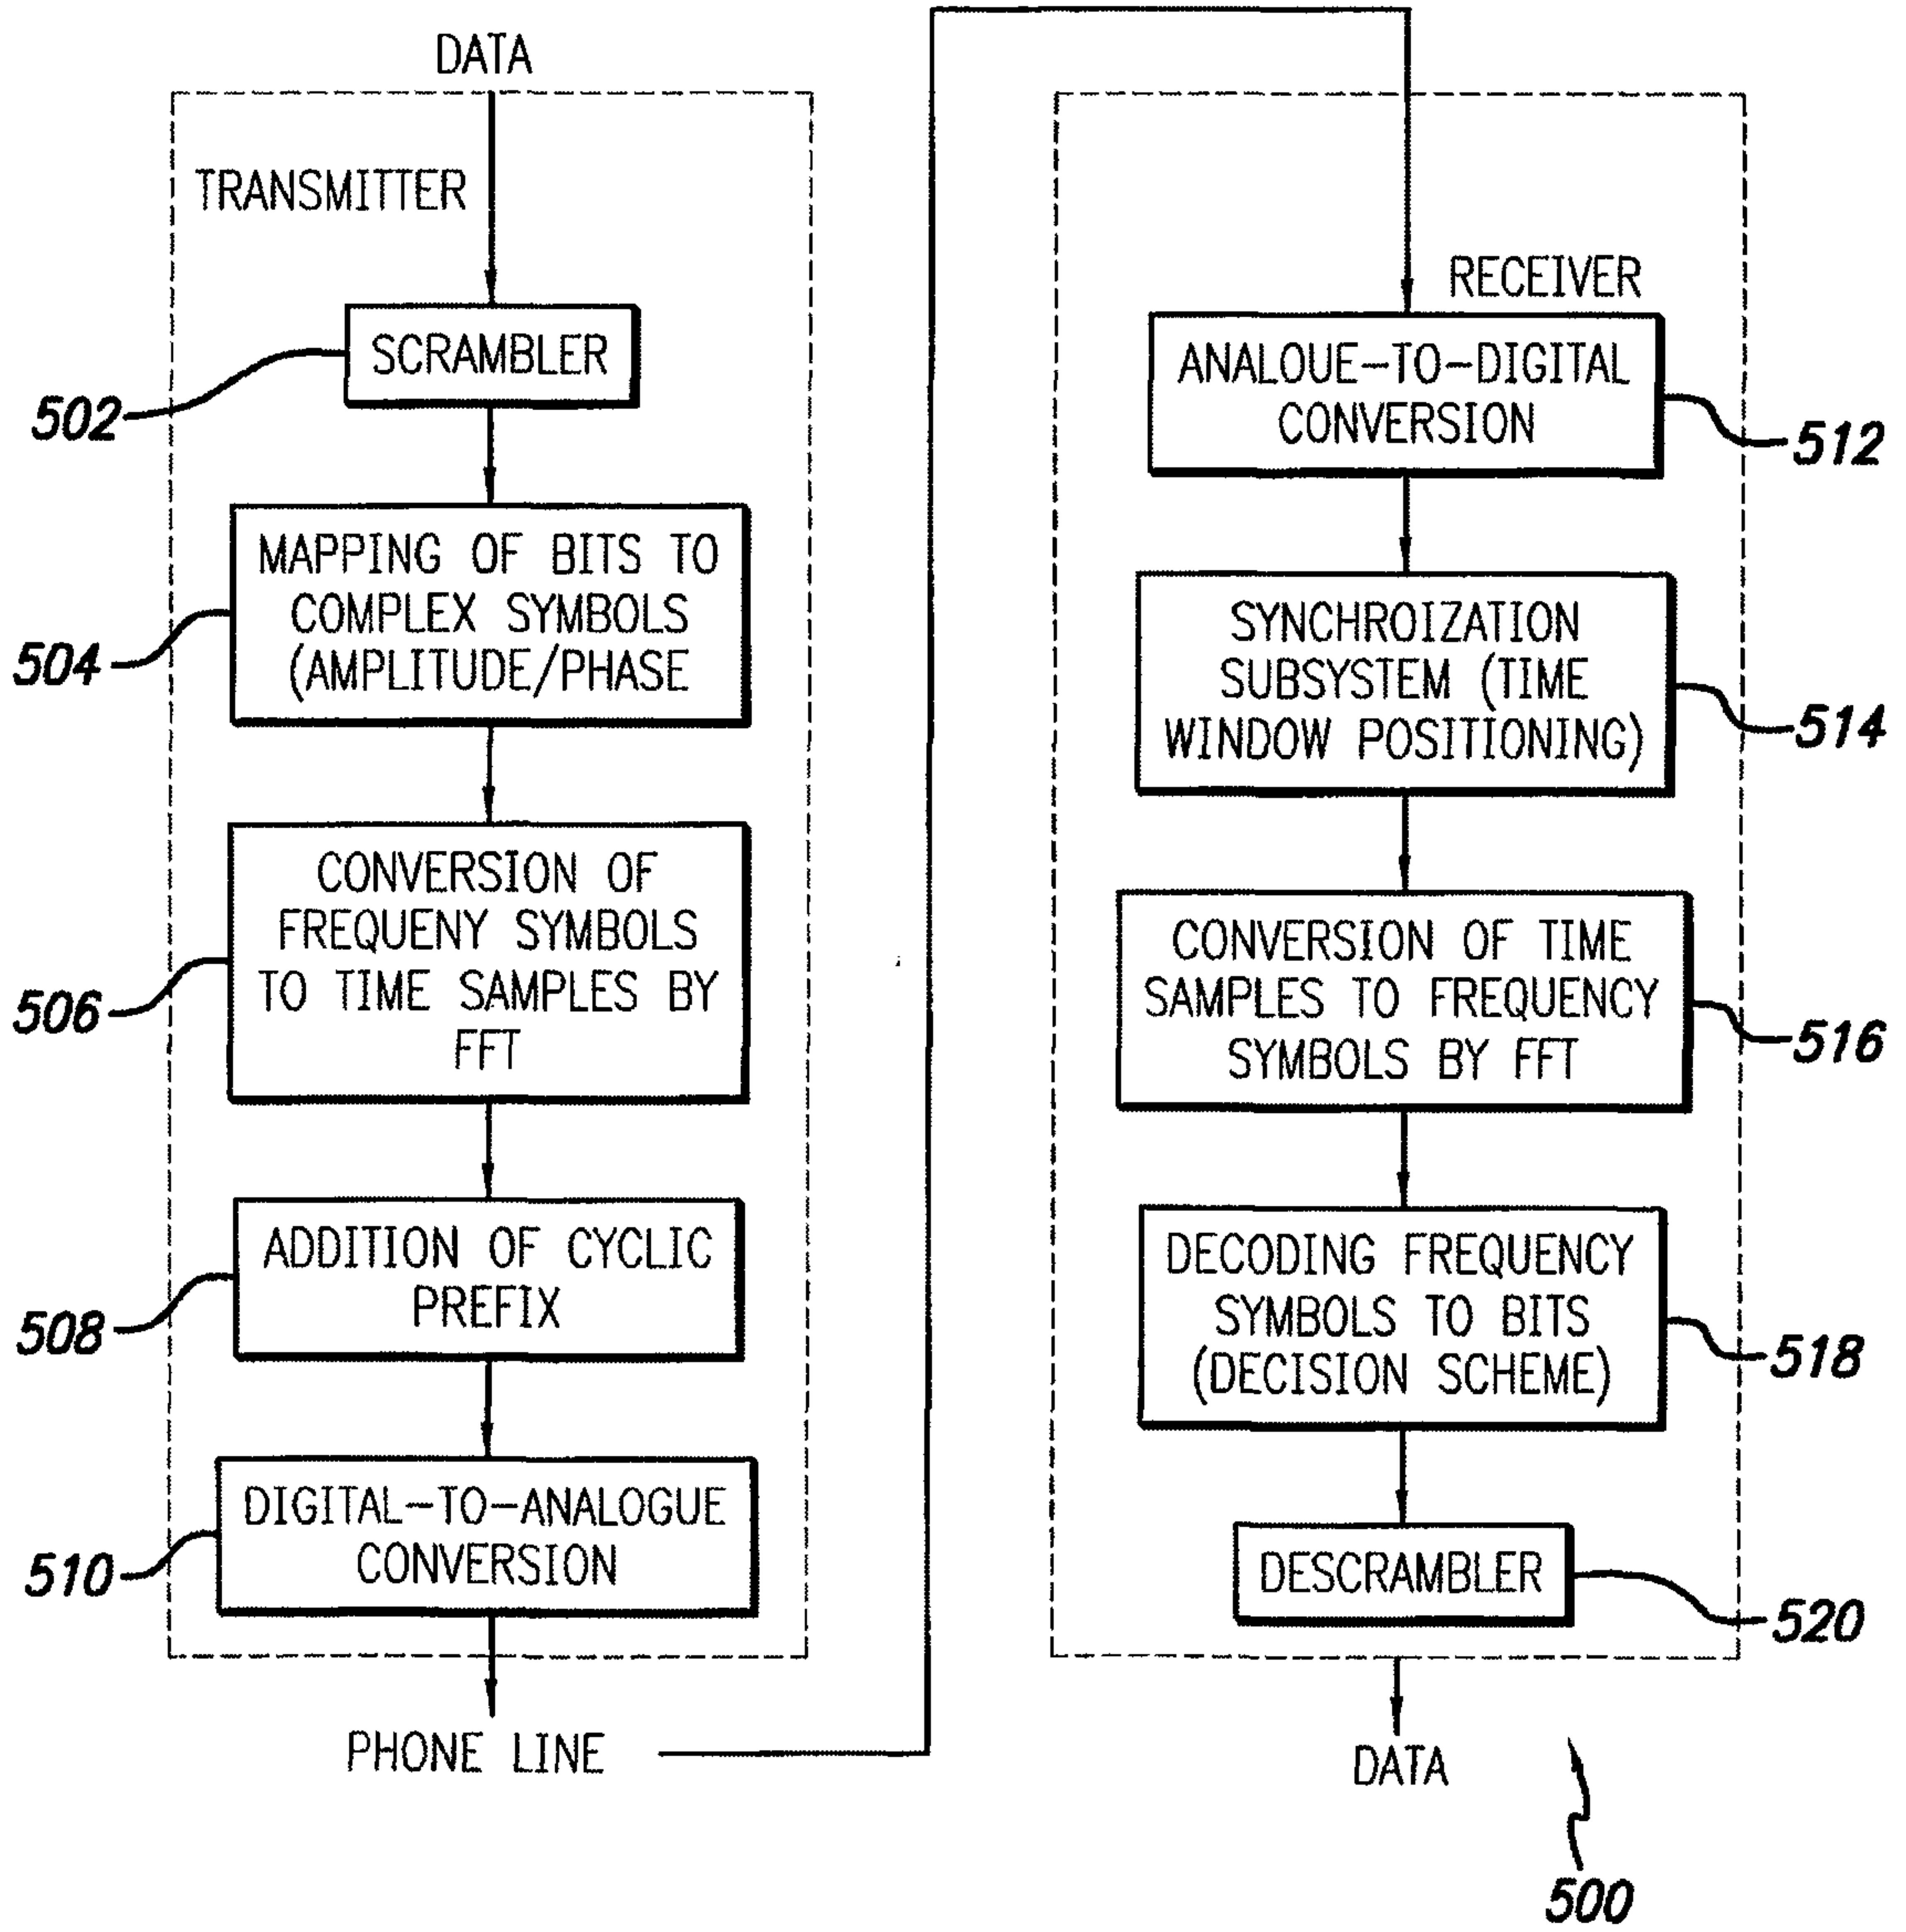 DATA
TRANSMITTER
SCRAMBLER
502
MAPPING OF BITS TO
COMPLEX SYMBOLS
(AMPLITUDE/PHASE
504
CONVERSION OF
FREQUENY SYMBOLS
TO TIME SAMPLES BY
FFT
506
ADDITION OF CYCLIC
PREFIX
508
DIGITAL-TO-ANALOGUE
CONVERSION
510
PHONE LINE
RECEIVER
ANALOUE-TO-DIGITAL
CONVERSION
512
SYNCHROIZATION
SUBSYSTEM (TIME
WINDOW POSITIONING)
514
CONVERSION OF TIME
SAMPLES TO FREQUENCY
SYMBOLS BY FFT
516
DECODING FREQUENCY
SYMBOLS TO BITS
(DECISION SCHEME)
518
DESCRAMBLER
520
DATA
500